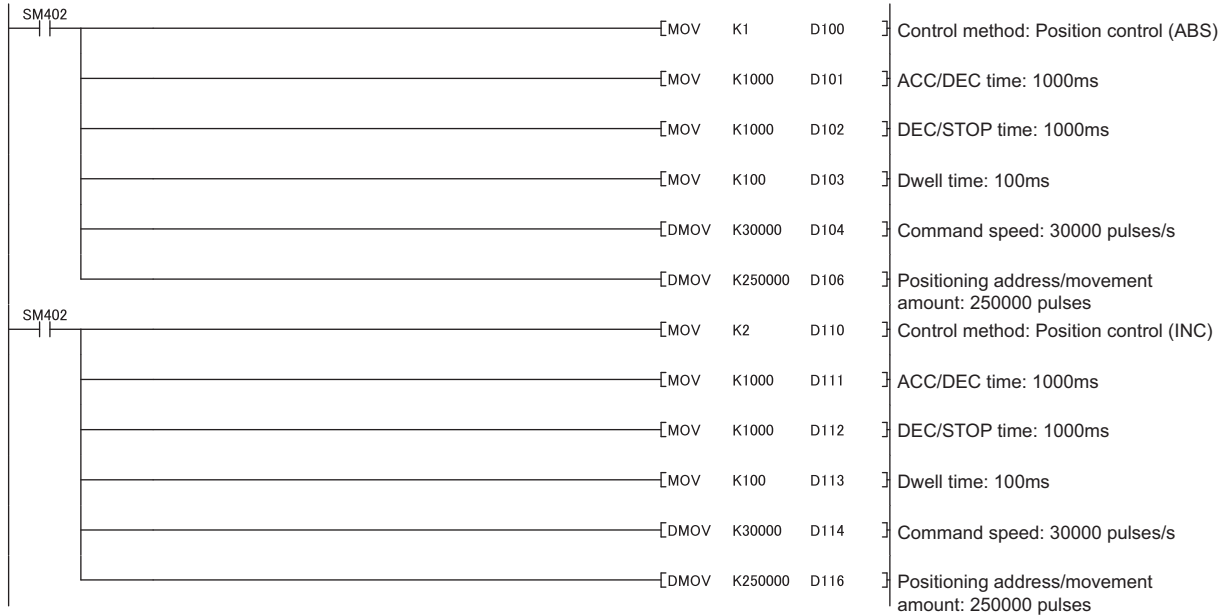 SM402
MOV K1 D100 Control method: Position control (ABS)
MOV K1000 D101 ACC/DEC time: 1000ms
MOV K1000 D102 DEC/STOP time: 1000ms
MOV K100 D103 Dwell time: 100ms
DMOV K30000 D104 Command speed: 30000 pulses/s
DMOV K250000 D106 Positioning address/movement
amount: 250000 pulses
SM402
MOV K2 D110 Control method: Position control (INC)
MOV K1000 D111 ACC/DEC time: 1000ms
MOV K1000 D112 DEC/STOP time: 1000ms
MOV K100 D113 Dwell time: 100ms
DMOV K30000 D114 Command speed: 30000 pulses/s
DMOV K250000 D116 Positioning address/movement
amount: 250000 pulses